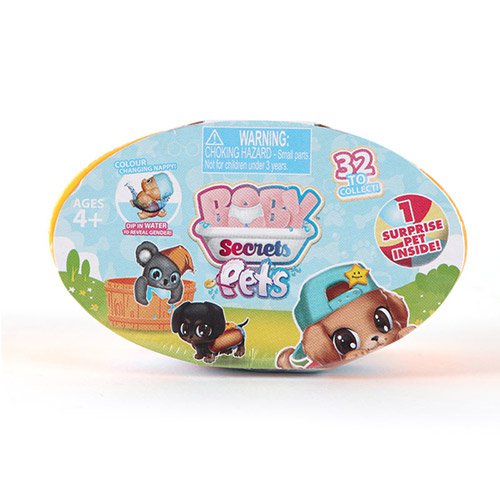 WARNING:
CHOKING HAZARD - Small parts
Not for children under 3 years.
COLOUR
CHANGING NAPPY!
32
TO
COLLECT!
AGES
4+
BABY
Secrets
Pets
1
SURPRISE
PET
INSIDE!
DIP IN WATER
TO REVEAL GENDER!